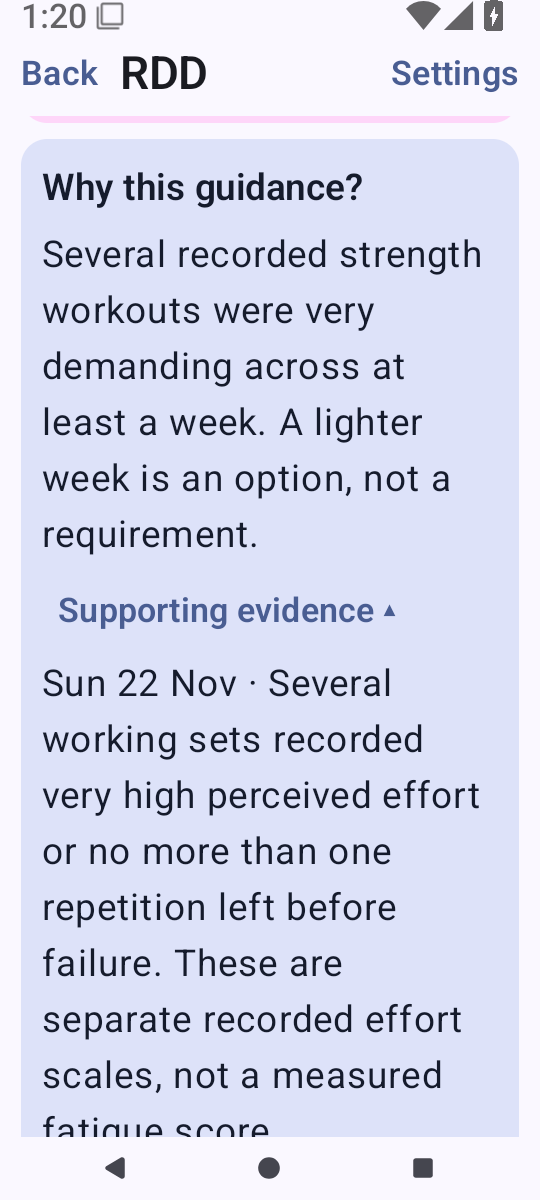 1:20
Back RDD Settings
Why this guidance?
Several recorded strength
workouts were very
demanding across at
least a week. A lighter
week is an option, not a
requirement.
Supporting evidence ▲
Sun 22 Nov · Several
working sets recorded
very high perceived effort
or no more than one
repetition left before
failure. These are
separate recorded effort
scales, not a measured
fatigue score.